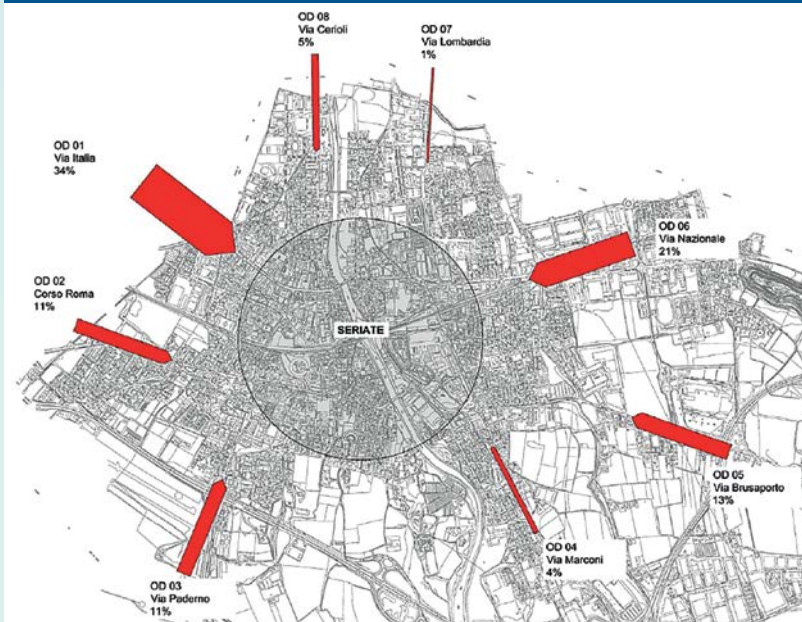 OD 08
Via Cerioli
5%
OD 07
Via Lombardia
1%
OD 01
Via Italia
34%
OD 06
Via Nazionale
21%
OD 02
Corso Roma
11%
SERIATE
OD 05
Via Brusaporto
13%
OD 04
Via Marconi
4%
OD 03
Via Paderno
11%